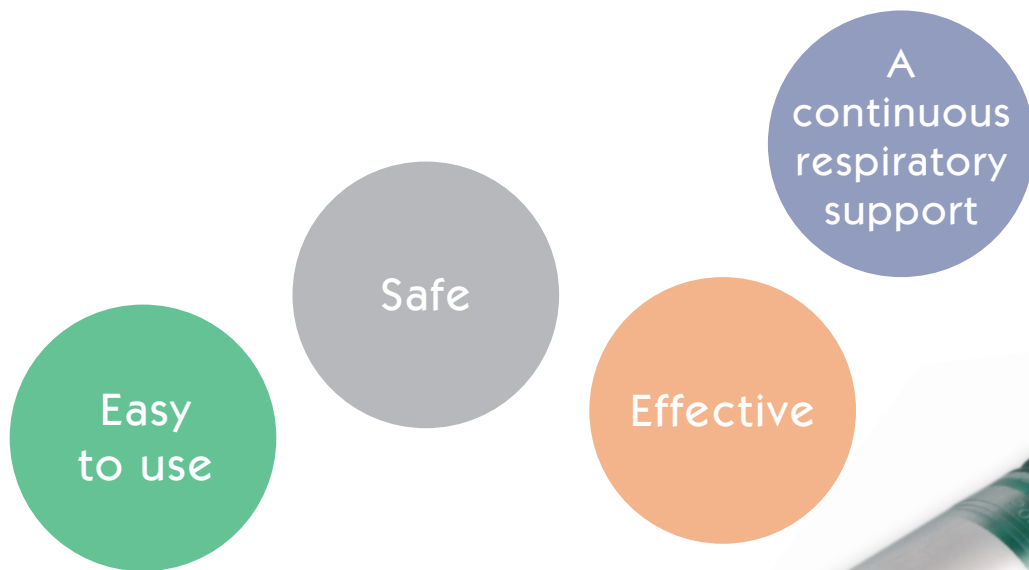 Easy
to use
Safe
Effective
A
continuous
respiratory
support